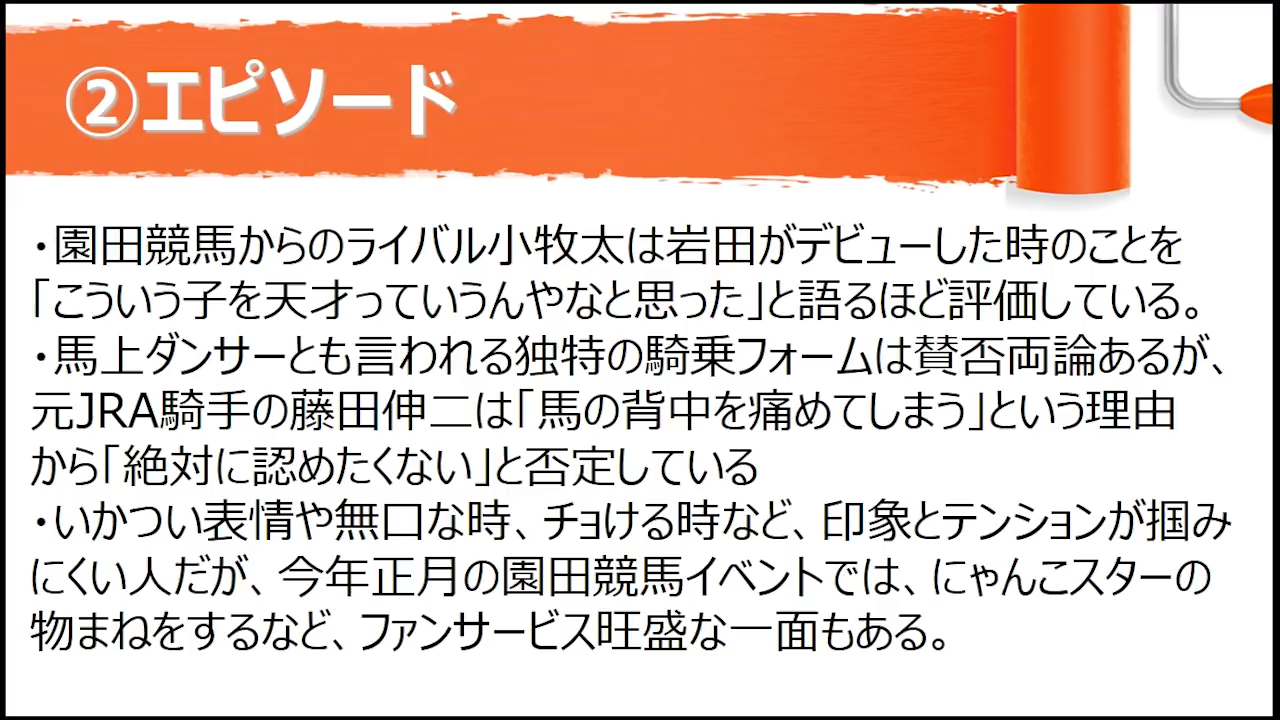 ②エピソード
・園田競馬からのライバル小牧太は岩田がデビューした時のことを
「こういう子を天才っていうんやなと思った」と語るほど評価している。
・馬上ダンサーとも言われる独特の騎乗フォームは賛否両論あるが、
元JRA騎手の藤田伸二は「馬の背中を痛めてしまう」という理由
から「絶対に認めたくない」と否定している
・いかつい表情や無口な時、チョける時など、印象とテンションが掴み
にくい人だが、今年正月の園田競馬イベントでは、にゃんこスターの
物まねをするなど、ファンサービス旺盛な一面もある。